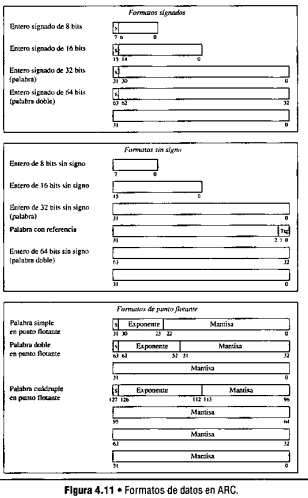 Formatos signados
Entero signado de 8 bits
s
7 6 0
Entero signado de 16 bits
s
15 14 0
Entero signado de 32 bits
(palabra)
s
31 30 0
Entero signado de 64 bits
(palabra doble)
s
63 62 32
31 0
Formatos sin signo
Entero de 8 bits sin signo
7 0
Entero de 16 bits sin signo
15 0
Entero de 32 bits sin signo
(palabra)
31 0
Palabra con referencia
Tag
31 2 1 0
Entero de 64 bits sin signo
(palabra doble)
63 32
31 0
Formatos de punto flotante
Palabra simple
en punto flotante
s Exponente Mantisa
31 30 23 22 0
Palabra doble
en punto flotante
s Exponente Mantisa
63 62 52 51 32
Mantisa
31 0
Palabra cuádruple
en punto flotante
s Exponente Mantisa
127 126 112 113 96
Mantisa
95 64
Mantisa
63 32
Mantisa
31 0
Figura 4.11 • Formatos de datos en ARC.